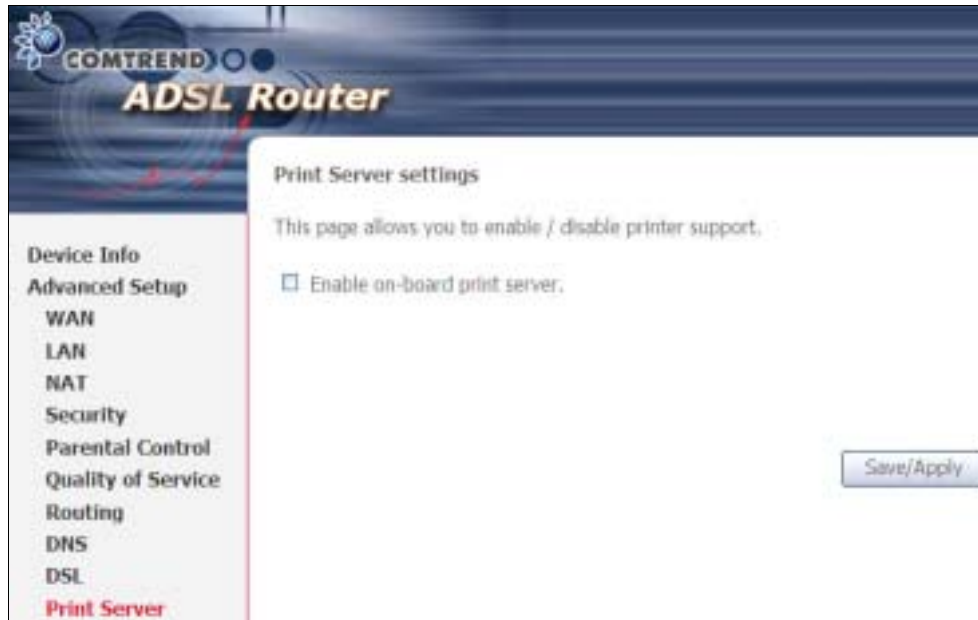 COMTREND
ADSL Router
Print Server settings
This page allows you to enable / disable printer support.
Enable on-board print server.
Save/Apply
Device Info
Advanced Setup
WAN
LAN
NAT
Security
Parental Control
Quality of Service
Routing
DNS
DSL
Print Server